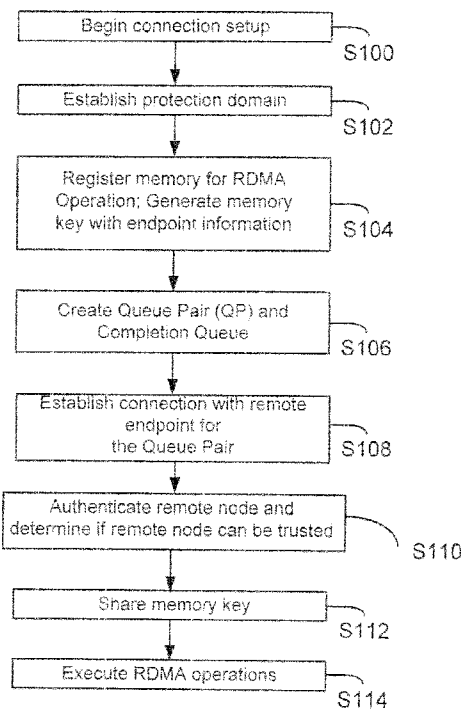 Begin connection setup
S100
Establish protection domain
S102
Register memory for RDMA
Operation; Generate memory
key with endpoint information
S104
Create Queue Pair (QP) and
Completion Queue
S106
Establish connection with remote
endpoint for
the Queue Pair
S108
Authenticate remote node and
determine if remote node can be trusted
S110
Share memory key
S112
Execute RDMA operations
S114